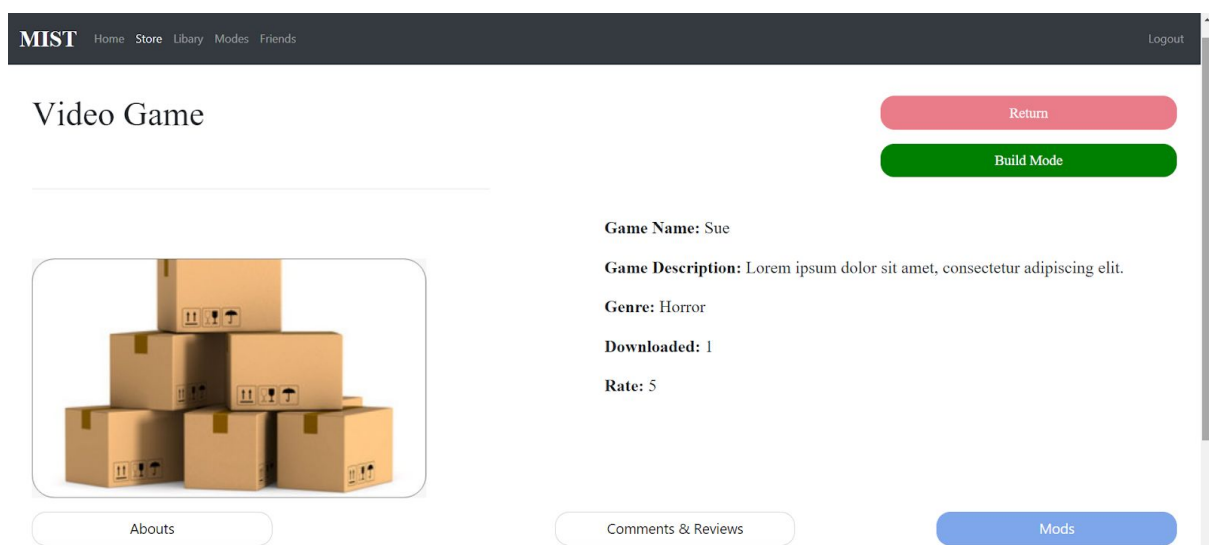 MIST Home Store Libary Modes Friends Logout
Video Game
Return
Build Mode
Game Name: Sue
Game Description: Lorem ipsum dolor sit amet, consectetur adipiscing elit.
Genre: Horror
Downloaded: 1
Rate: 5
Abouts Comments & Reviews Mods